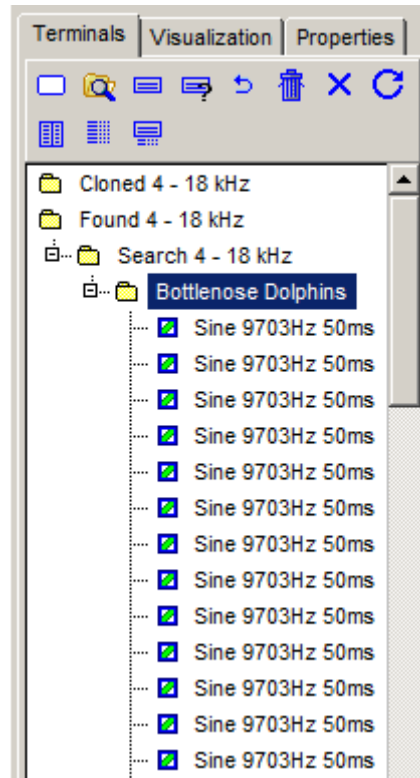 Terminals Visualization Properties
Cloned 4 - 18 kHz
Found 4 - 18 kHz
Search 4 - 18 kHz
Bottlenose Dolphins
Sine 9703Hz 50ms
Sine 9703Hz 50ms
Sine 9703Hz 50ms
Sine 9703Hz 50ms
Sine 9703Hz 50ms
Sine 9703Hz 50ms
Sine 9703Hz 50ms
Sine 9703Hz 50ms
Sine 9703Hz 50ms
Sine 9703Hz 50ms
Sine 9703Hz 50ms
Sine 9703Hz 50ms
Sine 9703Hz 50ms